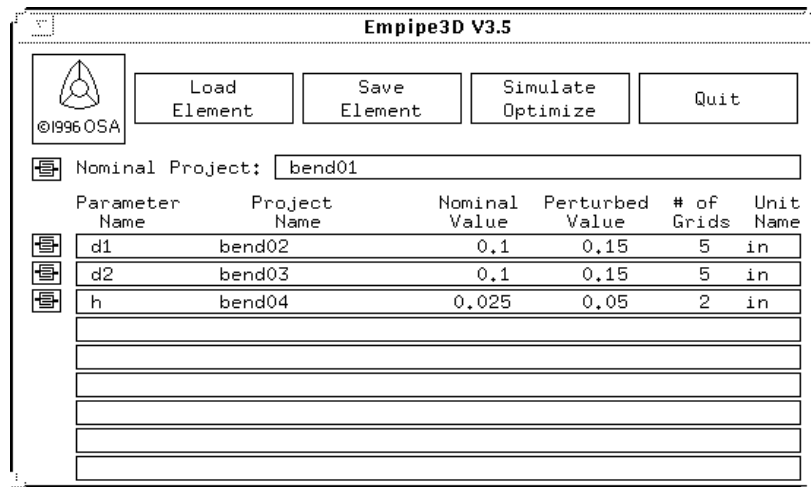 Empipe3D V3.5
Load Element
Save Element
Simulate Optimize
Quit
©1996 OSA
Nominal Project: bend01
Parameter Name Project Name Nominal Value Perturbed Value # of Grids Unit Name
d1 bend02 0.1 0.15 5 in
d2 bend03 0.1 0.15 5 in
h bend04 0.025 0.05 2 in